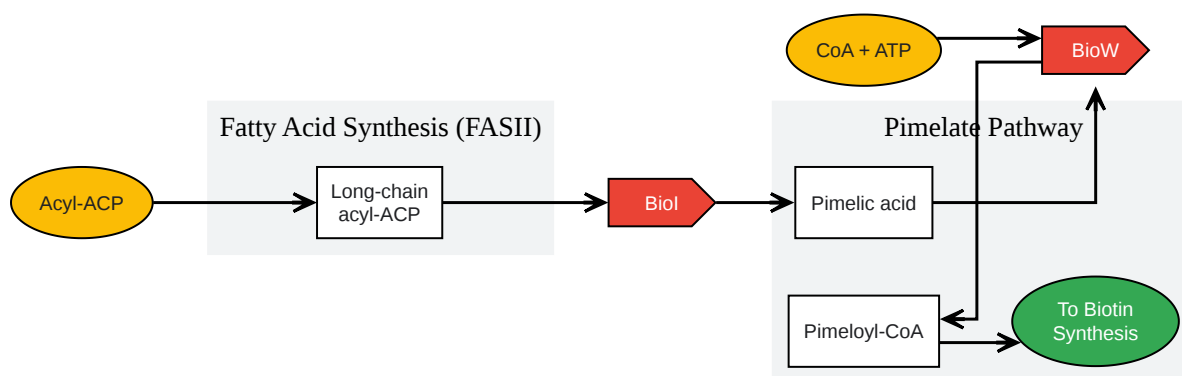 CoA + ATP
BioW
Fatty Acid Synthesis (FASII)
Pimelate Pathway
Acyl-ACP
Long-chain
acyl-ACP
BioI
Pimelic acid
Pimeloyl-CoA
To Biotin
Synthesis